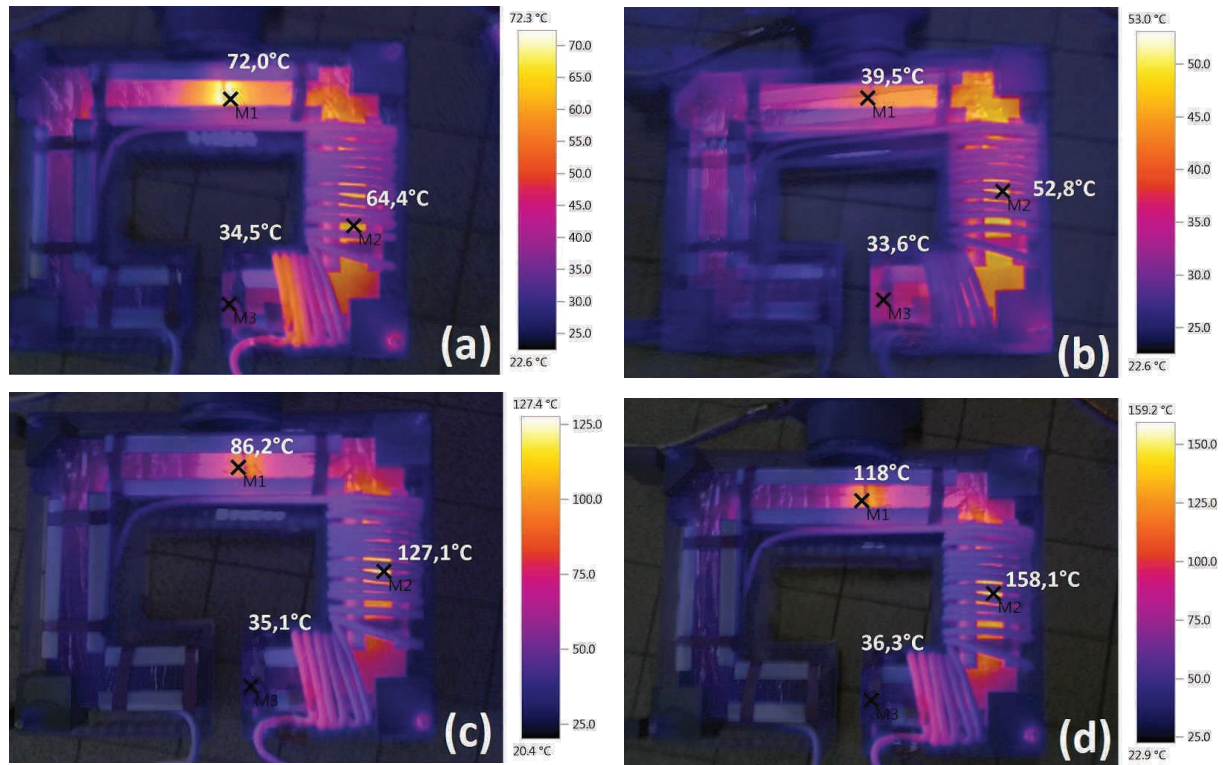 72.3 °C
70.0
65.0
60.0
55.0
50.0
45.0
40.0
35.0
30.0
25.0
22.6 °C
72,0°C
M1
64,4°C
M2
34,5°C
M3
(a)
53.0 °C
50.0
45.0
40.0
35.0
30.0
25.0
22.6 °C
39,5°C
M1
52,8°C
M2
33,6°C
M3
(b)
127.4 °C
125.0
100.0
75.0
50.0
25.0
20.4 °C
86,2°C
M1
127,1°C
M2
35,1°C
M3
(c)
159.2 °C
150.0
125.0
100.0
75.0
50.0
25.0
22.9 °C
118°C
M1
158,1°C
M2
36,3°C
M3
(d)